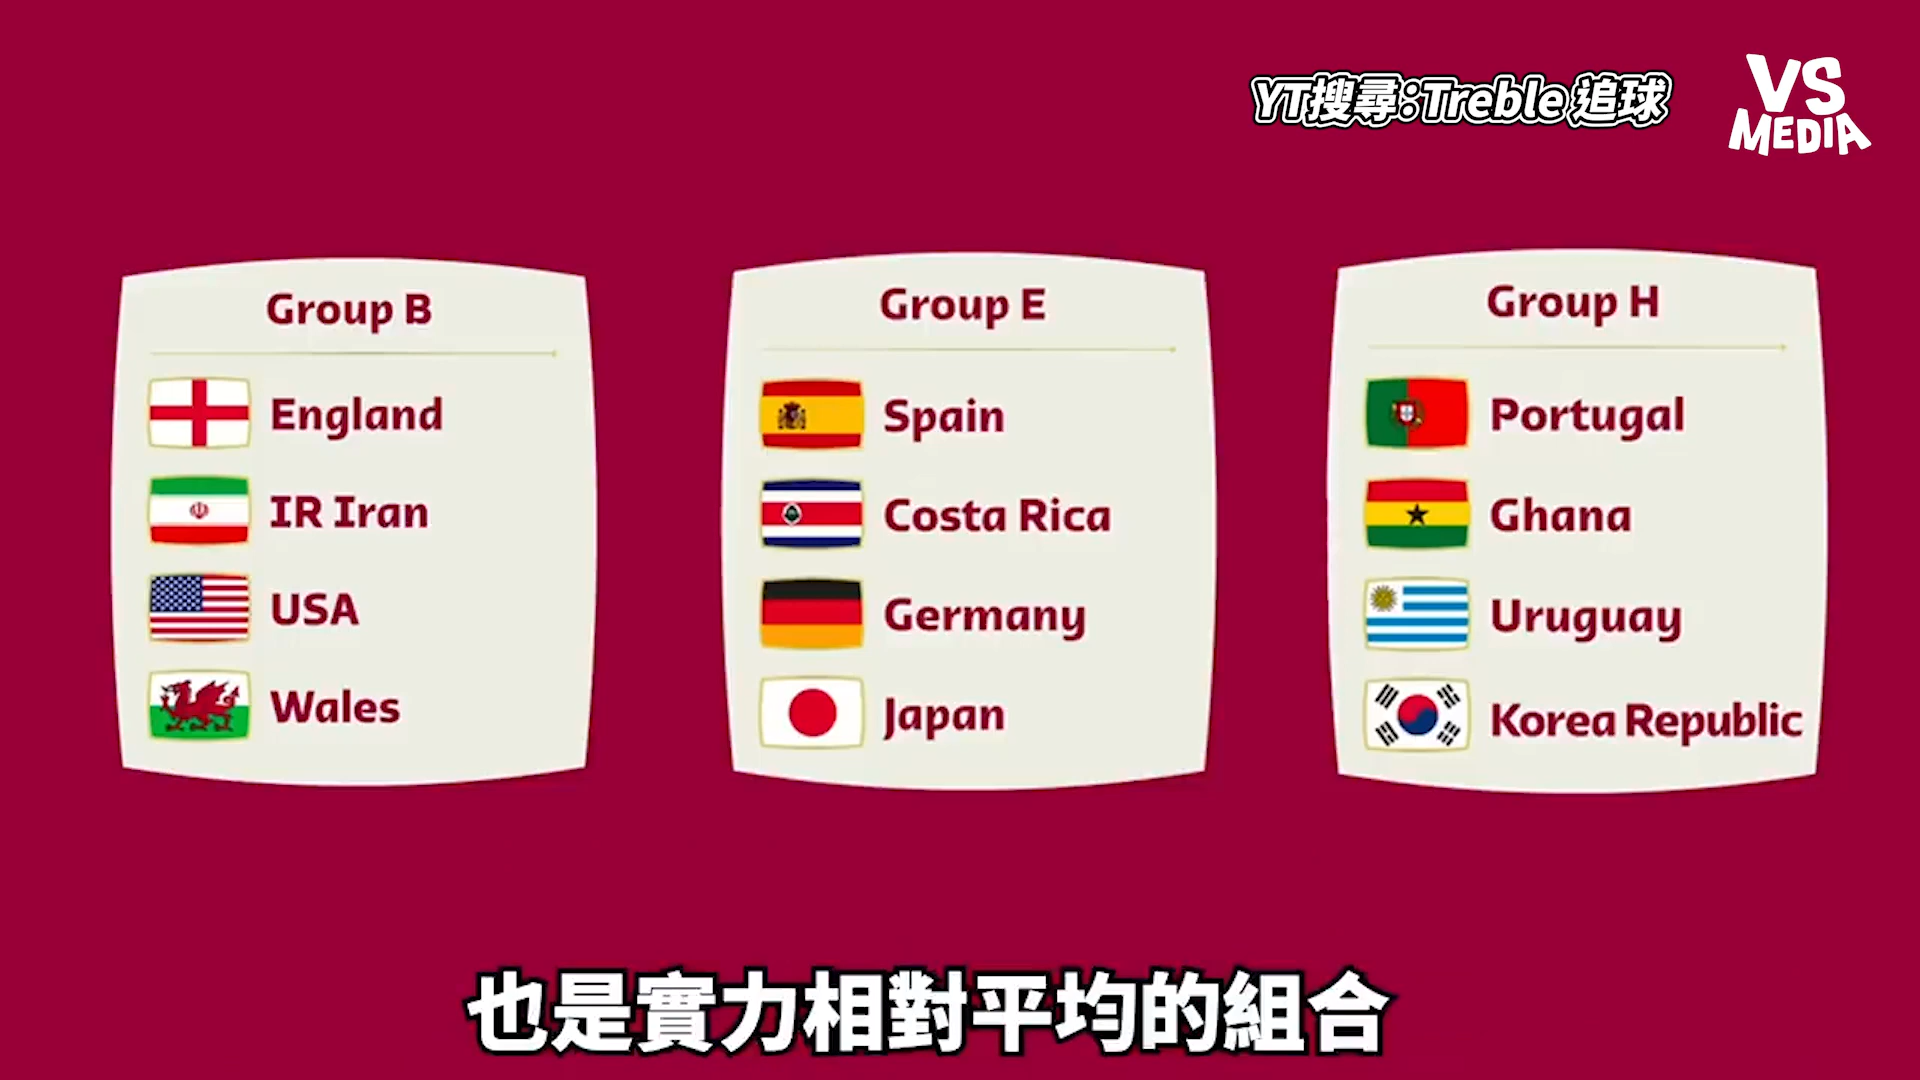 YT搜尋：Treble 追球
VS
MEDIA
Group B
England
IR Iran
USA
Wales
Group E
Spain
Costa Rica
Germany
Japan
Group H
Portugal
Ghana
Uruguay
Korea Republic
也是實力相對平均的組合